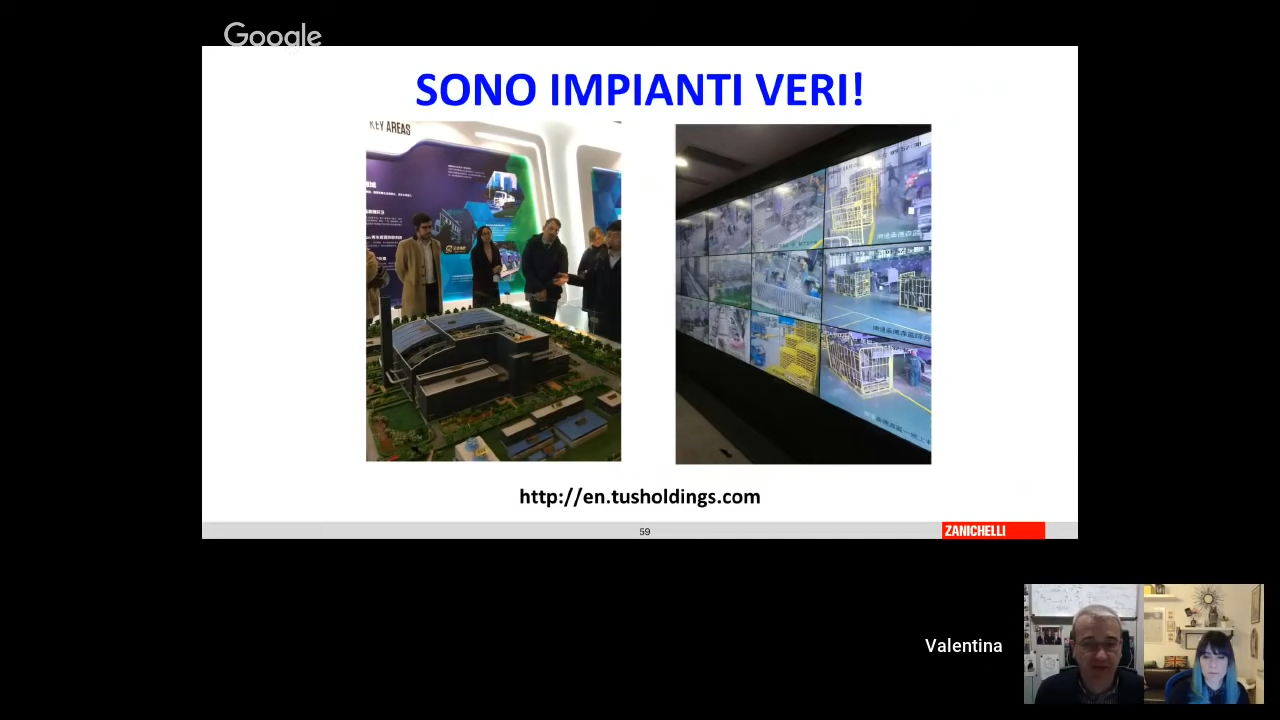 Google
SONO IMPIANTI VERI!
KEY AREAS
http://en.tusholdings.com
59
ZANICHELLI
Valentina